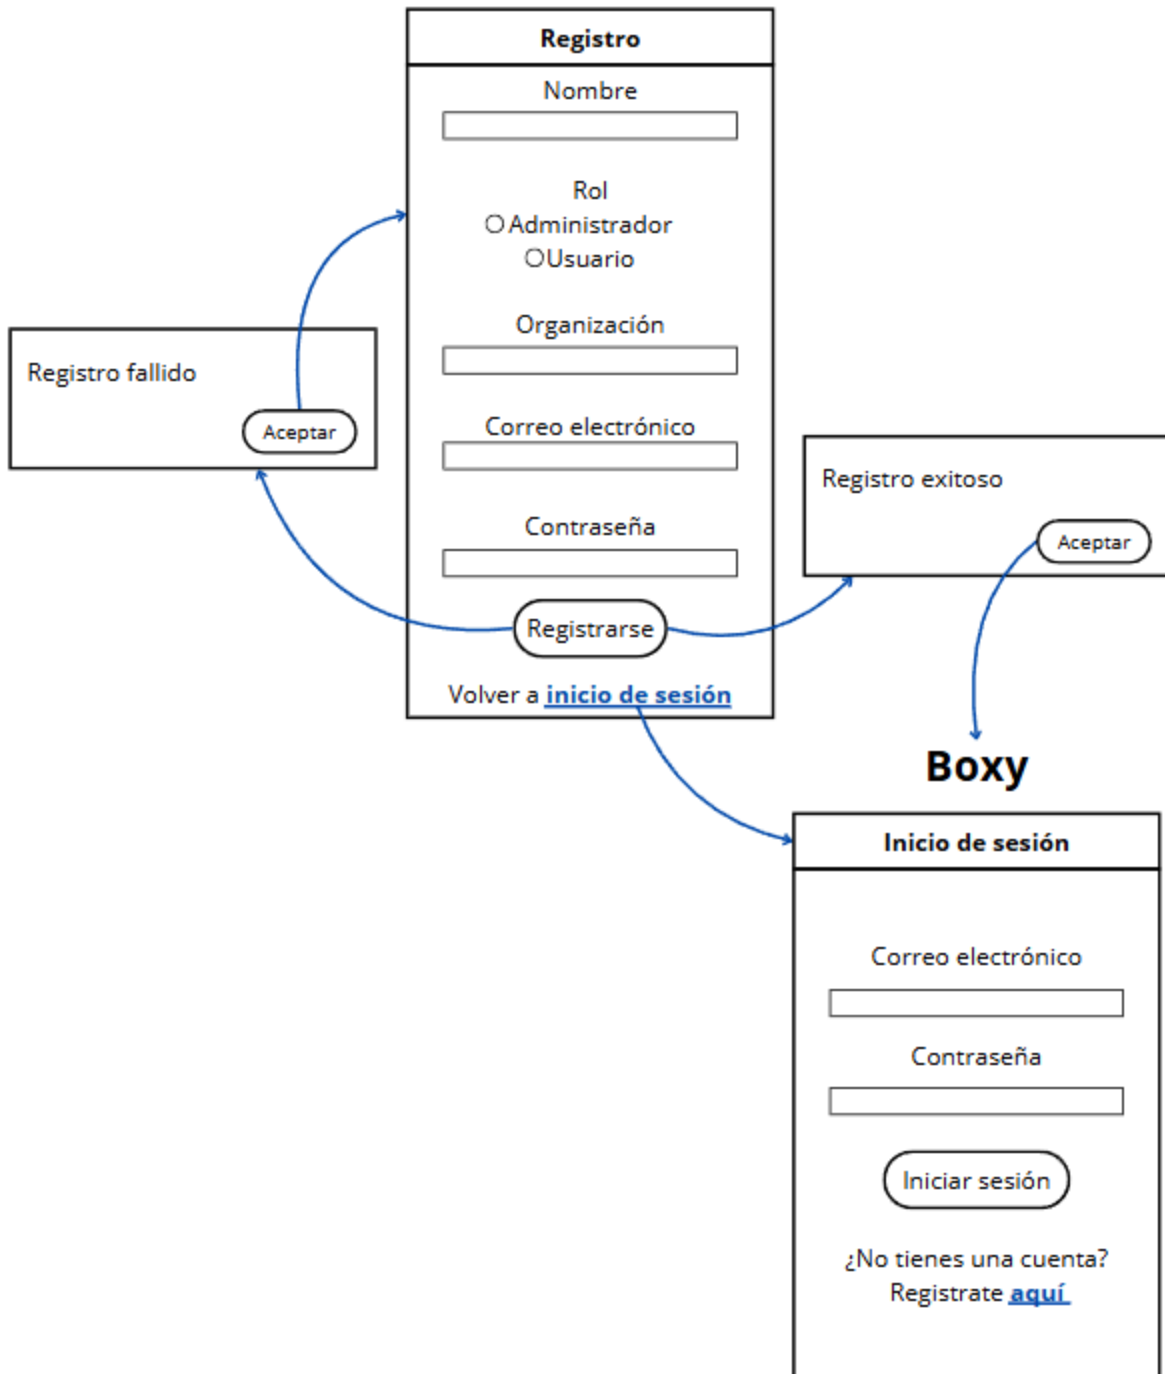 Registro
Nombre
Rol
Administrador
Usuario
Organización
Correo electrónico
Contraseña
Registrarse
Volver a inicio de sesión
Registro fallido
Aceptar
Registro exitoso
Aceptar
Boxy
Inicio de sesión
Correo electrónico
Contraseña
Iniciar sesión
¿No tienes una cuenta?
Registrate aquí